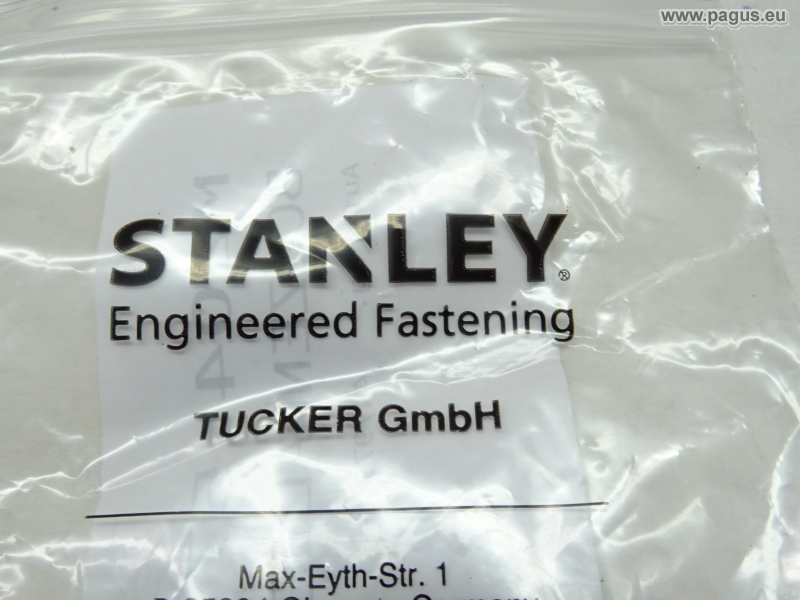 www.pagus.eu
STANLEY®
Engineered Fastening
TUCKER GmbH
Max-Eyth-Str. 1